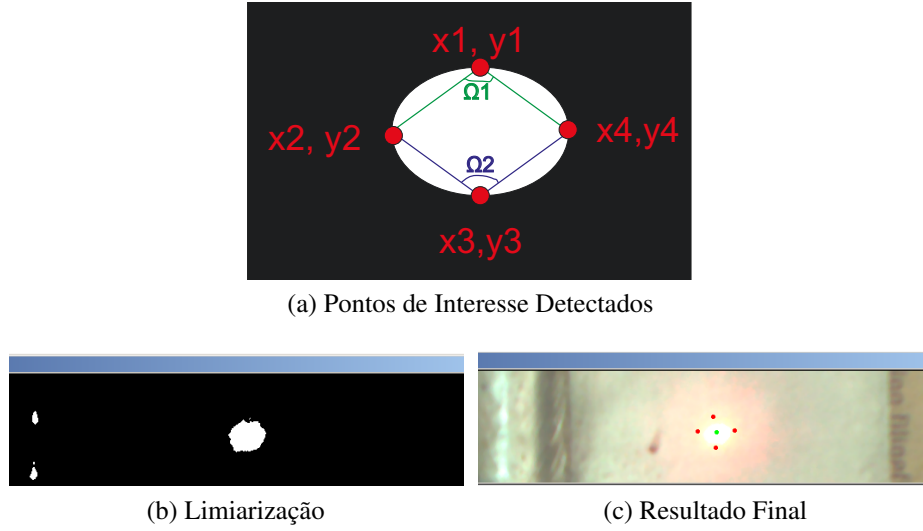 x1, y1
Ω1
x2, y2
x4,y4
Ω2
x3,y3
(a) Pontos de Interesse Detectados
(b) Limiarização
(c) Resultado Final